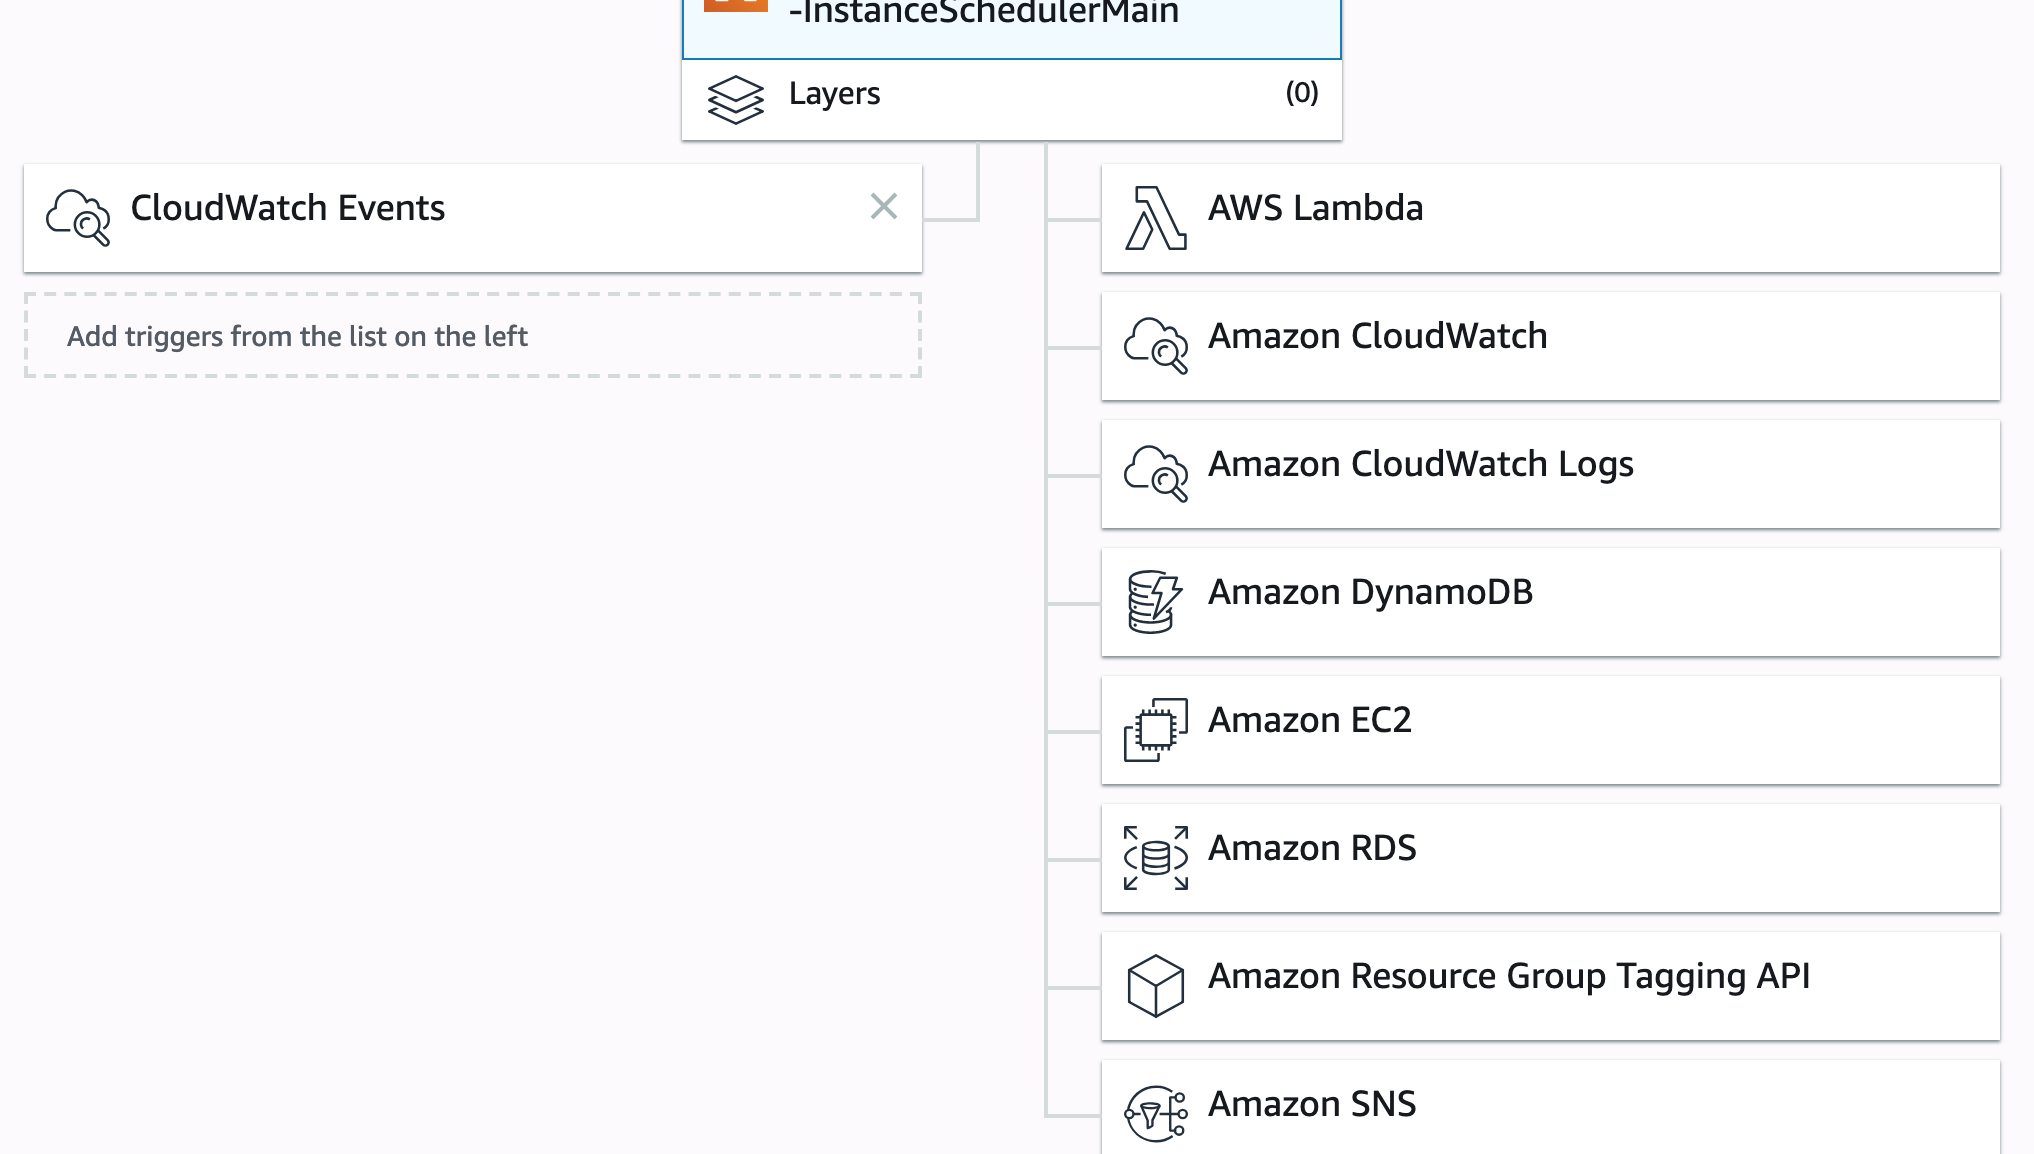 -InstanceSchedulerMain
Layers (0)
CloudWatch Events
Add triggers from the list on the left
AWS Lambda
Amazon CloudWatch
Amazon CloudWatch Logs
Amazon DynamoDB
Amazon EC2
Amazon RDS
Amazon Resource Group Tagging API
Amazon SNS